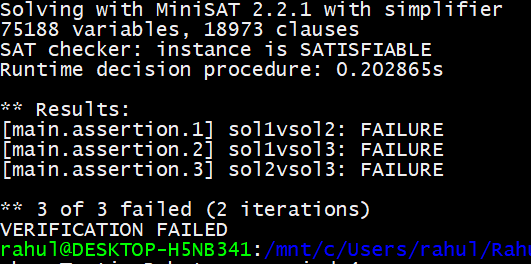 Solving with MiniSAT 2.2.1 with simplifier
75188 variables, 18973 clauses
SAT checker: instance is SATISFIABLE
Runtime decision procedure: 0.202865s
** Results:
[main.assertion.1] sol1vsol2: FAILURE
[main.assertion.2] sol1vsol3: FAILURE
[main.assertion.3] sol2vsol3: FAILURE
** 3 of 3 failed (2 iterations)
VERIFICATION FAILED
rahul@DESKTOP-H5NB341:/mnt/c/Users/rahul/Rah